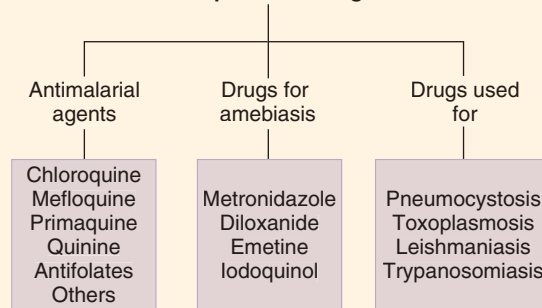 Antimalarial
agents
Drugs for
amebiasis
Drugs used
for
Chloroquine
Mefloquine
Primaquine
Quinine
Antifolates
Others
Metronidazole
Diloxanide
Emetine
Iodoquinol
Pneumocystosis
Toxoplasmosis
Leishmaniasis
Trypanosomiasis